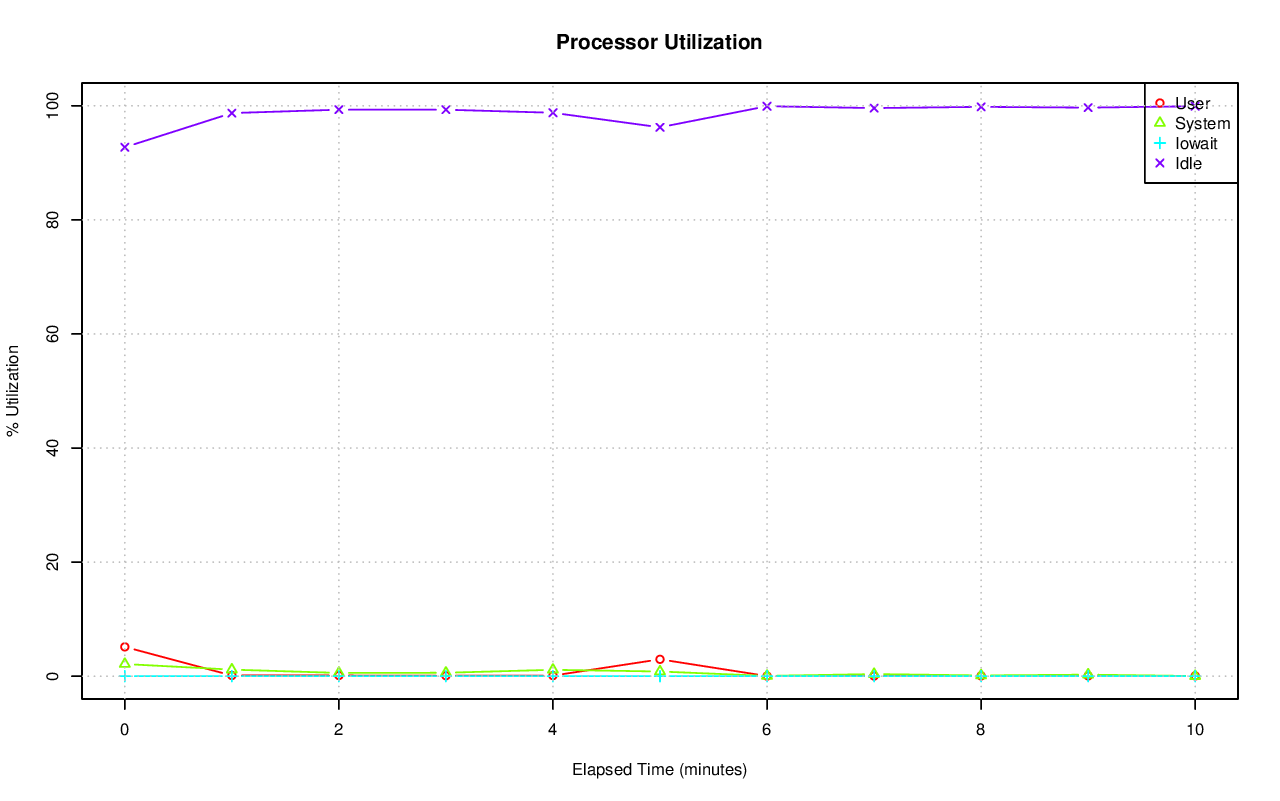 Processor Utilization
100
80
60
40
20
0
% Utilization
User
System
Iowait
Idle
0 2 4 6 8 10
Elapsed Time (minutes)